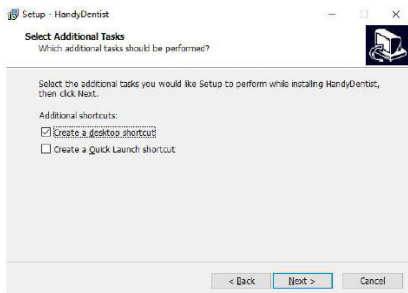 Setup - HandyDentist
Select Additional Tasks
Which additional tasks should be performed?
Select the additional tasks you would like Setup to perform while installing HandyDentist,
then click Next.
Additional shortcuts:
Create a desktop shortcut
Create a Quick Launch shortcut
< Back
Next >
Cancel